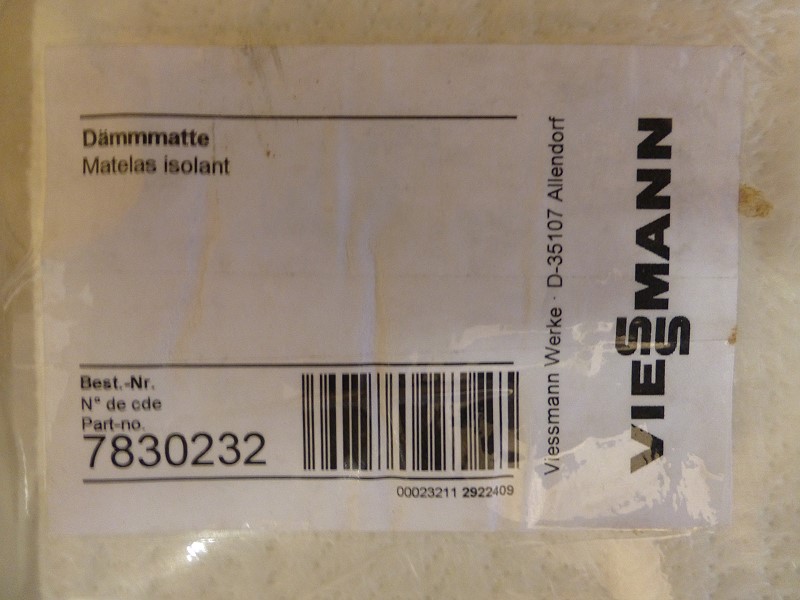 Dämmmatte
Matelas isolant
Best.-Nr.
N° de cde
Part-no.
7830232
00023211 2922409
Viessmann Werke · D-35107 Allendorf
VIESSMANN